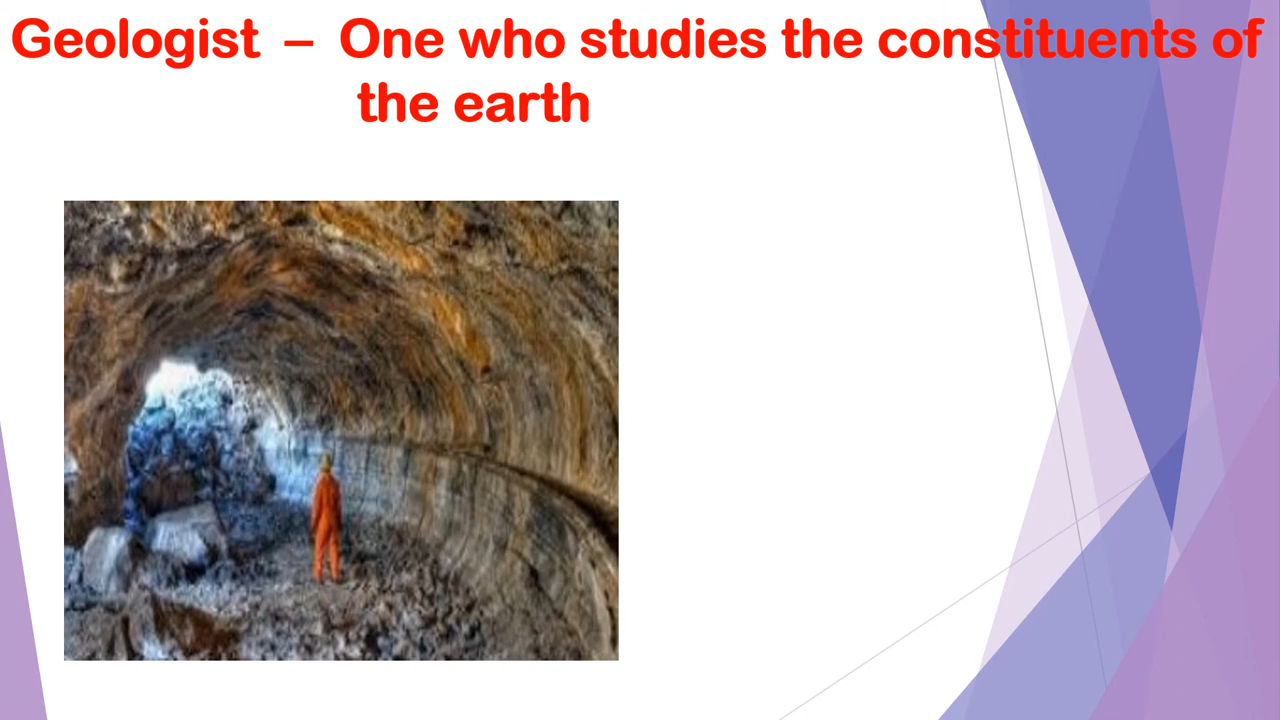 Geologist – One who studies the constituents of
the earth